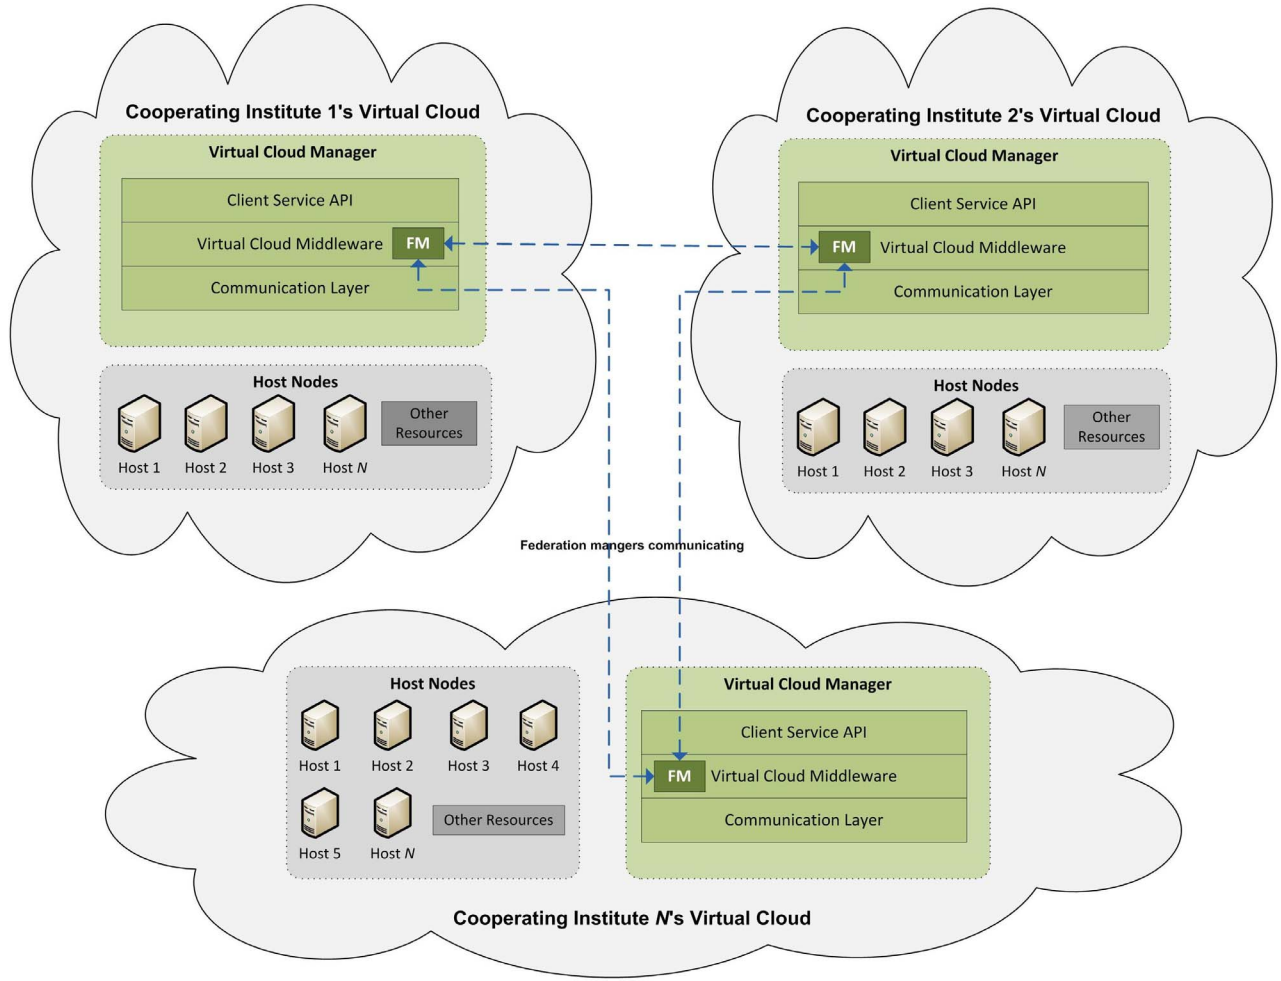 Cooperating Institute 1's Virtual Cloud
Virtual Cloud Manager
Client Service API
Virtual Cloud Middleware
FM
Communication Layer
Host Nodes
Other
Resources
Host 1
Host 2
Host 3
Host N
Cooperating Institute 2's Virtual Cloud
Virtual Cloud Manager
Client Service API
FM
Virtual Cloud Middleware
Communication Layer
Host Nodes
Other
Resources
Host 1
Host 2
Host 3
Host N
Federation mangers communicating
Host Nodes
Host 1
Host 2
Host 3
Host 4
Host 5
Host N
Other Resources
Virtual Cloud Manager
Client Service API
FM
Virtual Cloud Middleware
Communication Layer
Cooperating Institute N's Virtual Cloud